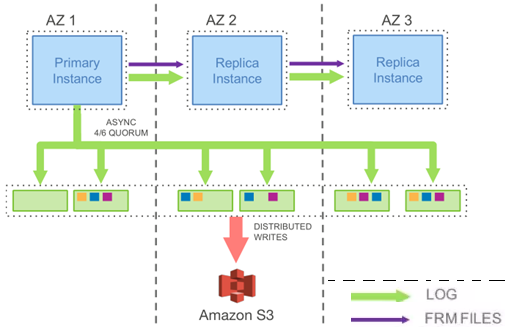 AZ 1
AZ 2
AZ 3
Primary
Instance
Replica
Instance
Replica
Instance
ASYNC
4/6 QUORUM
DISTRIBUTED
WRITES
Amazon S3
LOG
FRM FILES